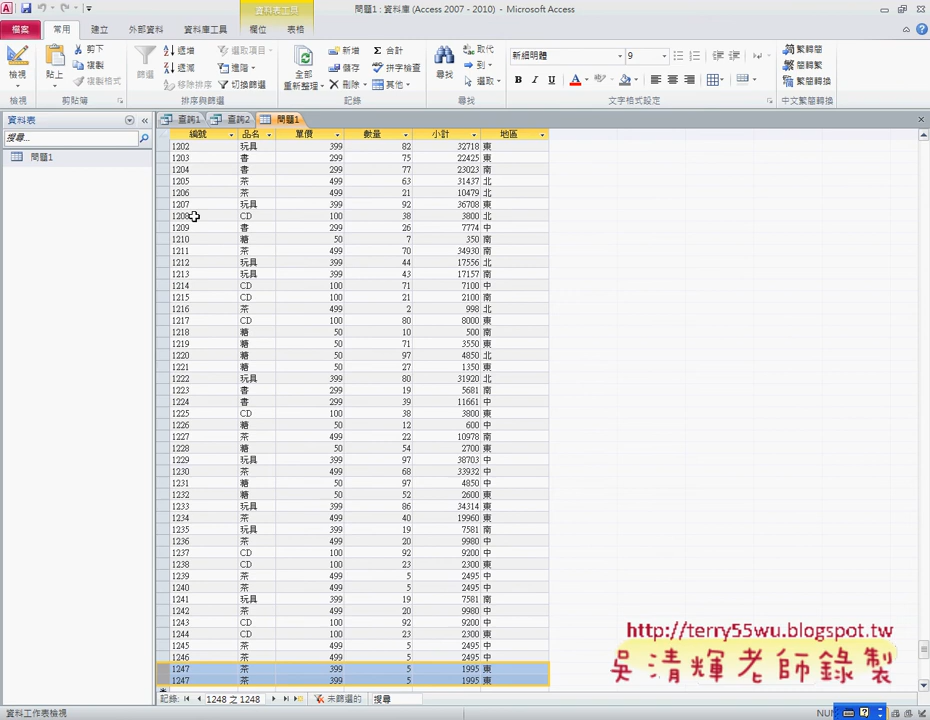 問題1 : 資料庫 (Access 2007 - 2010) - Microsoft Access
資料表工具
檔案 常用 建立 外部資料 資料庫工具 欄位 表格
檢視 貼上 剪下 複製 複製格式 篩選 遞增 遞減 移除排序 選取項目 進階 切換篩選 全部重新整理 新增 儲存 刪除 合計 拼字檢查 其他 尋找 取代 到 選取 新細明體 9 繁轉簡 簡轉繁 繁簡轉換
檢視 剪貼簿 排序與篩選 記錄 尋找 文字格式設定 中文繁簡轉換
資料表
搜尋...
問題1
查詢1 查詢2 問題1
編號 品名 單價 數量 小計 地區
1202 玩具 399 82 32718 東
1203 書 299 75 22425 東
1204 書 299 77 23023 南
1205 茶 499 63 31437 北
1206 茶 499 21 10479 北
1207 玩具 399 92 36708 東
1208 CD 100 38 3800 北
1209 書 299 26 7774 中
1210 糖 50 7 350 南
1211 茶 499 70 34930 南
1212 玩具 399 44 17556 北
1213 玩具 399 43 17157 南
1214 CD 100 71 7100 中
1215 CD 100 21 2100 南
1216 茶 499 2 998 北
1217 CD 100 80 8000 東
1218 糖 50 10 500 南
1219 糖 50 71 3550 東
1220 糖 50 97 4850 北
1221 糖 50 27 1350 東
1222 玩具 399 80 31920 北
1223 書 299 19 5681 南
1224 書 299 39 11661 中
1225 CD 100 38 3800 東
1226 糖 50 12 600 中
1227 茶 499 22 10978 南
1228 糖 50 54 2700 東
1229 玩具 399 97 38703 中
1230 茶 499 68 33932 中
1231 糖 50 97 4850 中
1232 糖 50 52 2600 東
1233 玩具 399 86 34314 東
1234 茶 499 40 19960 東
1235 玩具 399 19 7581 南
1236 茶 499 20 9980 中
1237 CD 100 92 9200 中
1238 CD 100 23 2300 東
1239 茶 499 5 2495 中
1240 茶 499 5 2495 中
1241 玩具 399 19 7581 南
1242 茶 499 20 9980 中
1243 CD 100 92 9200 中
1244 CD 100 23 2300 東
1245 茶 499 5 2495 中
1246 茶 499 5 2495 中
1247 茶 399 5 1995 東
1247 茶 399 5 1995 東
http://terry55wu.blogspot.tw
吳清輝老師錄製
記錄: 1248 之 1248 未篩選的 搜尋
資料工作表檢視